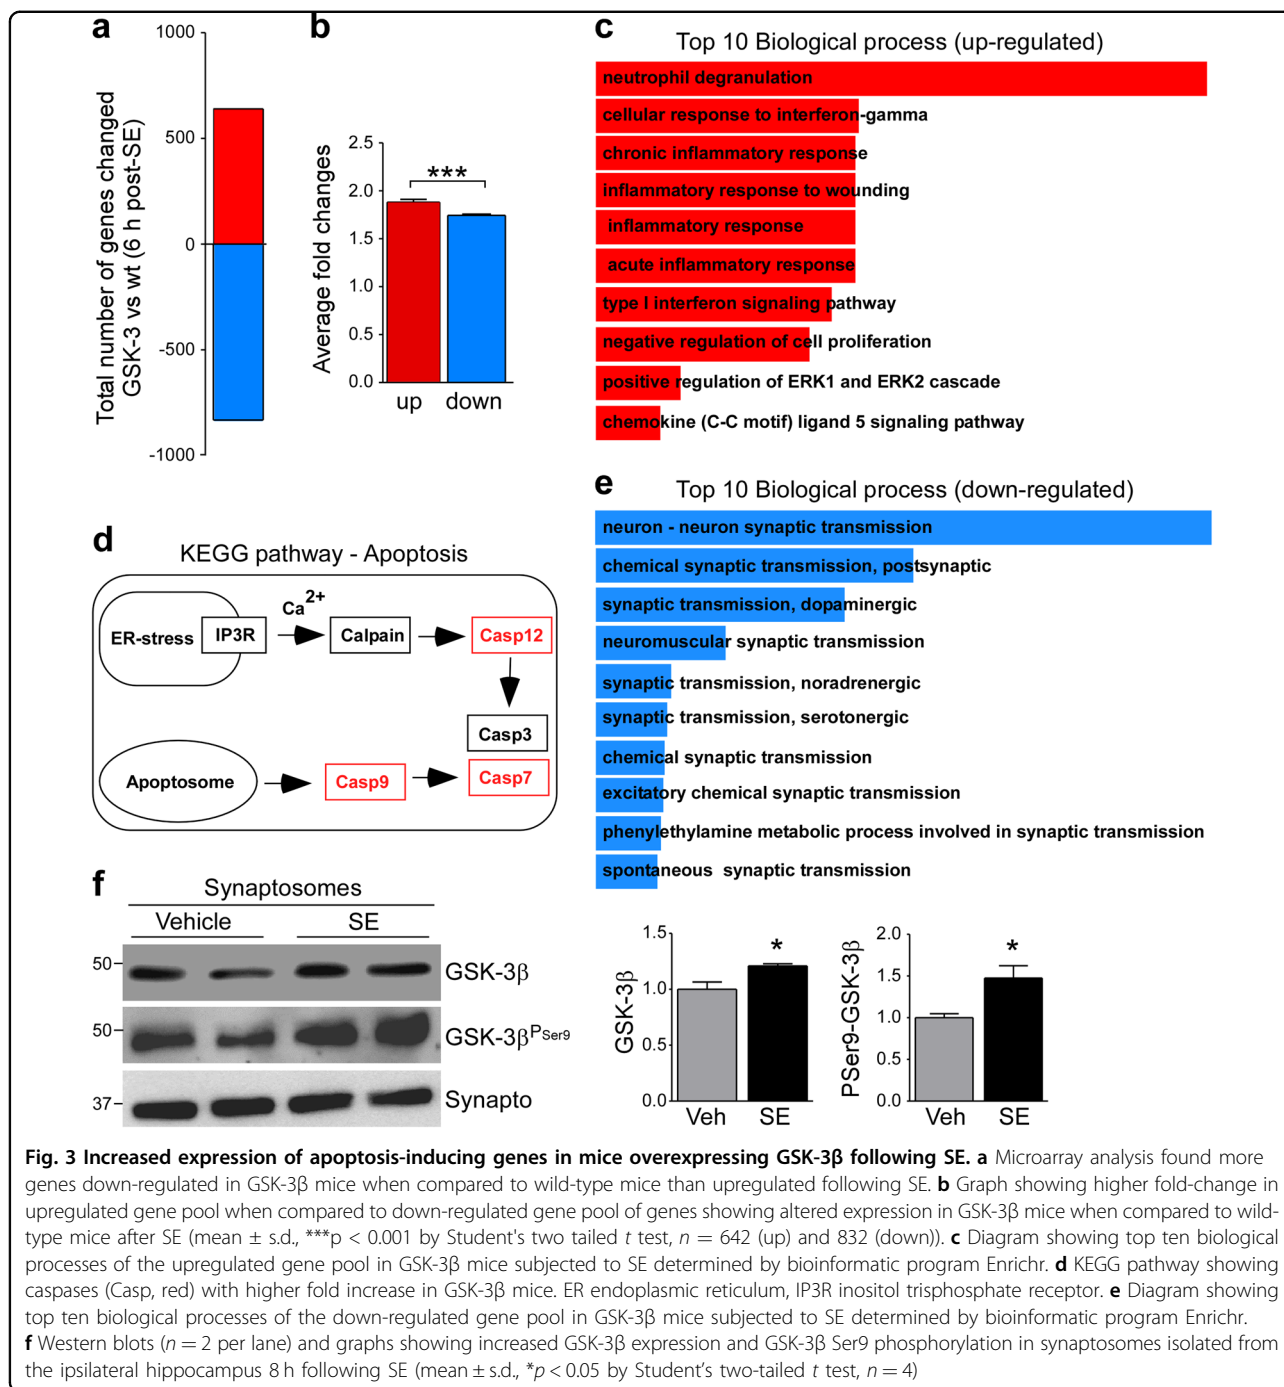 a
Total number of genes changed
GSK-3 vs wt (6 h post-SE)
1000
500
0
-500
-1000
b
Average fold changes
2.5
2.0
1.5
1.0
0.5
0.0
***
up down
c
Top 10 Biological process (up-regulated)
neutrophil degranulation
cellular response to interferon-gamma
chronic inflammatory response
inflammatory response to wounding
inflammatory response
acute inflammatory response
type I interferon signaling pathway
negative regulation of cell proliferation
positive regulation of ERK1 and ERK2 cascade
chemokine (C-C motif) ligand 5 signaling pathway
d
KEGG pathway - Apoptosis
ER-stress IP3R Ca2+ Calpain Casp12
Casp3
Apoptosome Casp9 Casp7
e
Top 10 Biological process (down-regulated)
neuron - neuron synaptic transmission
chemical synaptic transmission, postsynaptic
synaptic transmission, dopaminergic
neuromuscular synaptic transmission
synaptic transmission, noradrenergic
synaptic transmission, serotonergic
chemical synaptic transmission
excitatory chemical synaptic transmission
phenylethylamine metabolic process involved in synaptic transmission
spontaneous synaptic transmission
f
Synaptosomes
Vehicle SE
50 GSK-3β
50 GSK-3βPSer9
37 Synapto
GSK-3β
1.5
1.0
0.5
0.0
*
Veh SE
PSer9-GSK-3β
2.0
1.5
1.0
0.5
0.0
*
Veh SE
Fig. 3 Increased expression of apoptosis-inducing genes in mice overexpressing GSK-3β following SE. a Microarray analysis found more
genes down-regulated in GSK-3β mice when compared to wild-type mice than upregulated following SE. b Graph showing higher fold-change in
upregulated gene pool when compared to down-regulated gene pool of genes showing altered expression in GSK-3β mice when compared to wild-
type mice after SE (mean ± s.d., ***p < 0.001 by Student's two tailed t test, n = 642 (up) and 832 (down)). c Diagram showing top ten biological
processes of the upregulated gene pool in GSK-3β mice subjected to SE determined by bioinformatic program Enrichr. d KEGG pathway showing
caspases (Casp, red) with higher fold increase in GSK-3β mice. ER endoplasmic reticulum, IP3R inositol trisphosphate receptor. e Diagram showing
top ten biological processes of the down-regulated gene pool in GSK-3β mice subjected to SE determined by bioinformatic program Enrichr.
f Western blots (n = 2 per lane) and graphs showing increased GSK-3β expression and GSK-3β Ser9 phosphorylation in synaptosomes isolated from
the ipsilateral hippocampus 8 h following SE (mean ± s.d., *p < 0.05 by Student's two-tailed t test, n = 4)